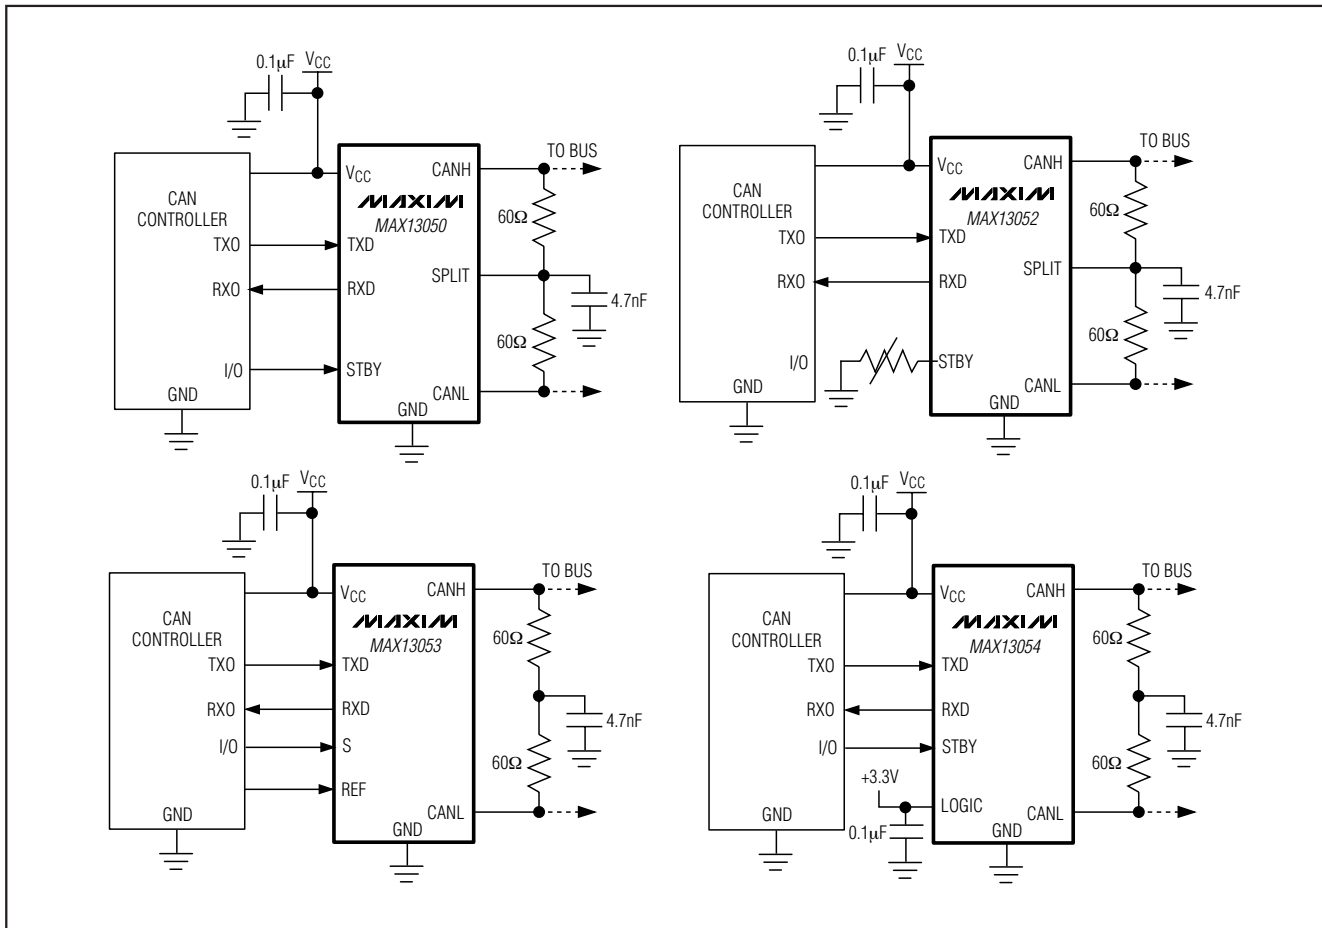 0.1µF
VCC
CAN
CONTROLLER
TXO
RXO
I/O
GND
VCC
MAXIM
MAX13050
TXD
RXD
STBY
GND
CANH
SPLIT
CANL
TO BUS
60Ω
60Ω
4.7nF
0.1µF
VCC
CAN
CONTROLLER
TXO
RXO
I/O
GND
VCC
MAXIM
MAX13052
TXD
RXD
STBY
GND
CANH
SPLIT
CANL
TO BUS
60Ω
60Ω
4.7nF
0.1µF
VCC
CAN
CONTROLLER
TXO
RXO
I/O
GND
VCC
MAXIM
MAX13053
TXD
RXD
S
REF
GND
CANH
CANL
TO BUS
60Ω
60Ω
4.7nF
0.1µF
VCC
CAN
CONTROLLER
TXO
RXO
I/O
GND
+3.3V
0.1µF
VCC
MAXIM
MAX13054
TXD
RXD
STBY
LOGIC
GND
CANH
CANL
TO BUS
60Ω
60Ω
4.7nF